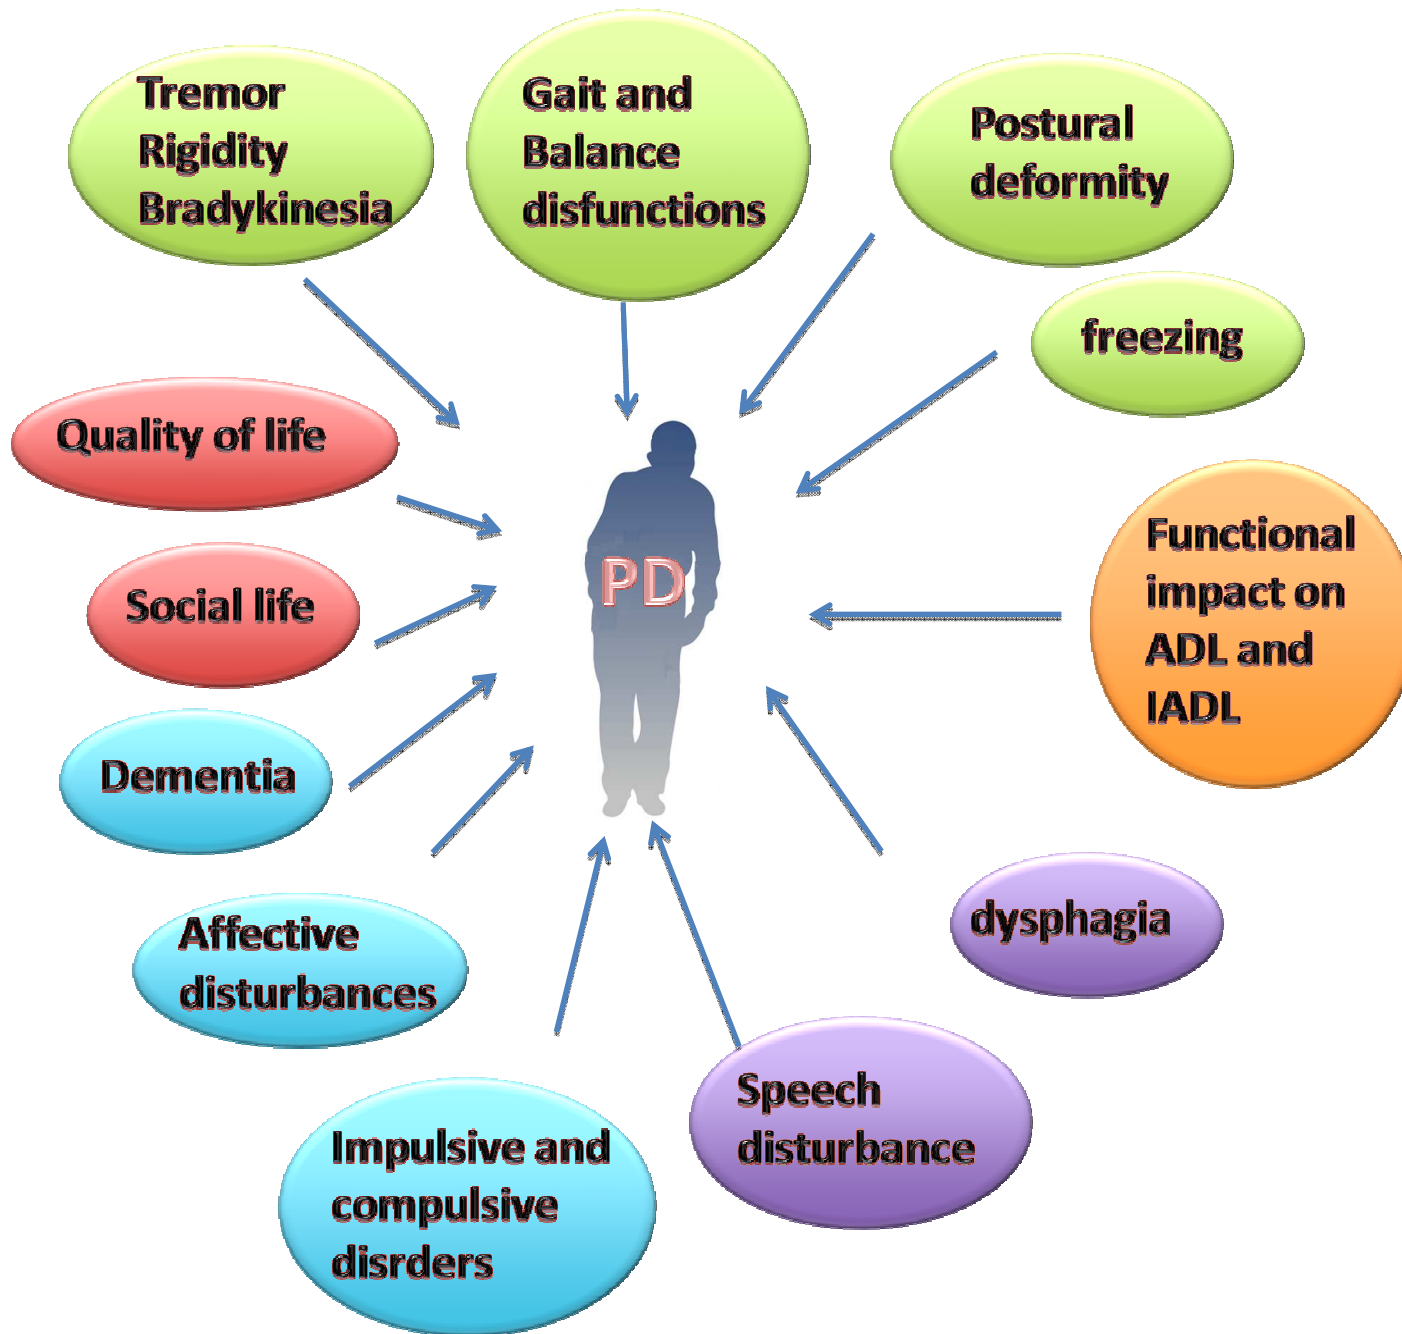 Tremor
Rigidity
Bradykinesia
Gait and
Balance
disfunctions
Postural
deformity
freezing
Quality of life
Functional
impact on
ADL and
IADL
PD
Social life
Dementia
Affective
disturbances
dysphagia
Speech
disturbance
Impulsive and
compulsive
disrders